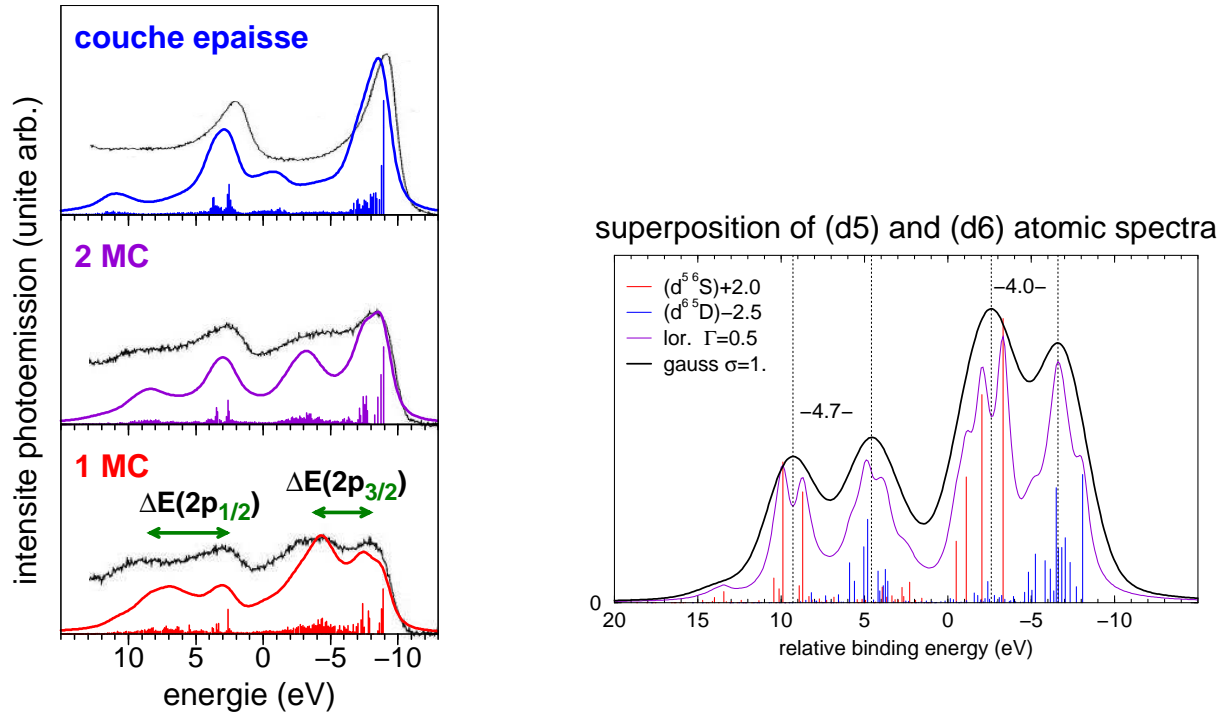 couche epaisse
2 MC
1 MC
ΔE(2p1/2)
ΔE(2p3/2)
intensite photoemission (unite arb.)
10 5 0 −5 −10
energie (eV)
superposition of (d5) and (d6) atomic spectra
(d⁵ ⁶S)+2.0
(d⁶ ⁵D)−2.5
lor. Γ=0.5
gauss σ=1.
−4.7−
−4.0−
0
20 15 10 5 0 −5 −10
relative binding energy (eV)